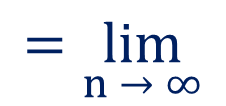 = lim
n → ∞